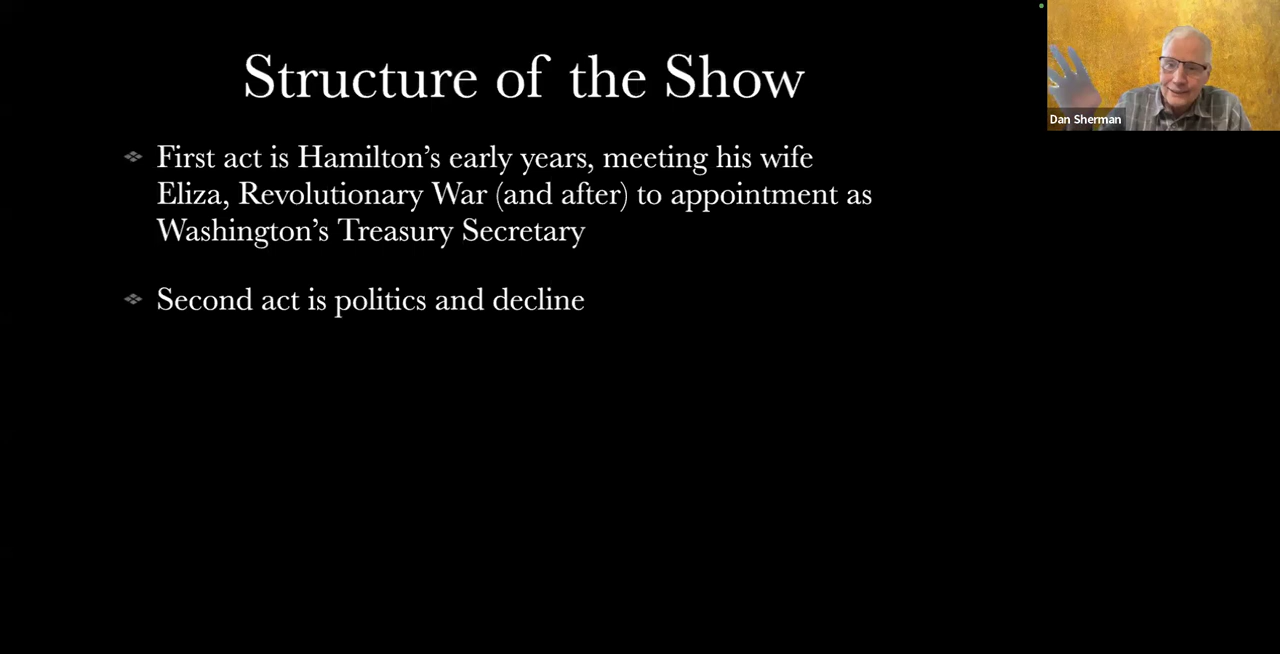 Structure of the Show
First act is Hamilton’s early years, meeting his wife
Eliza, Revolutionary War (and after) to appointment as
Washington’s Treasury Secretary
Second act is politics and decline
Dan Sherman